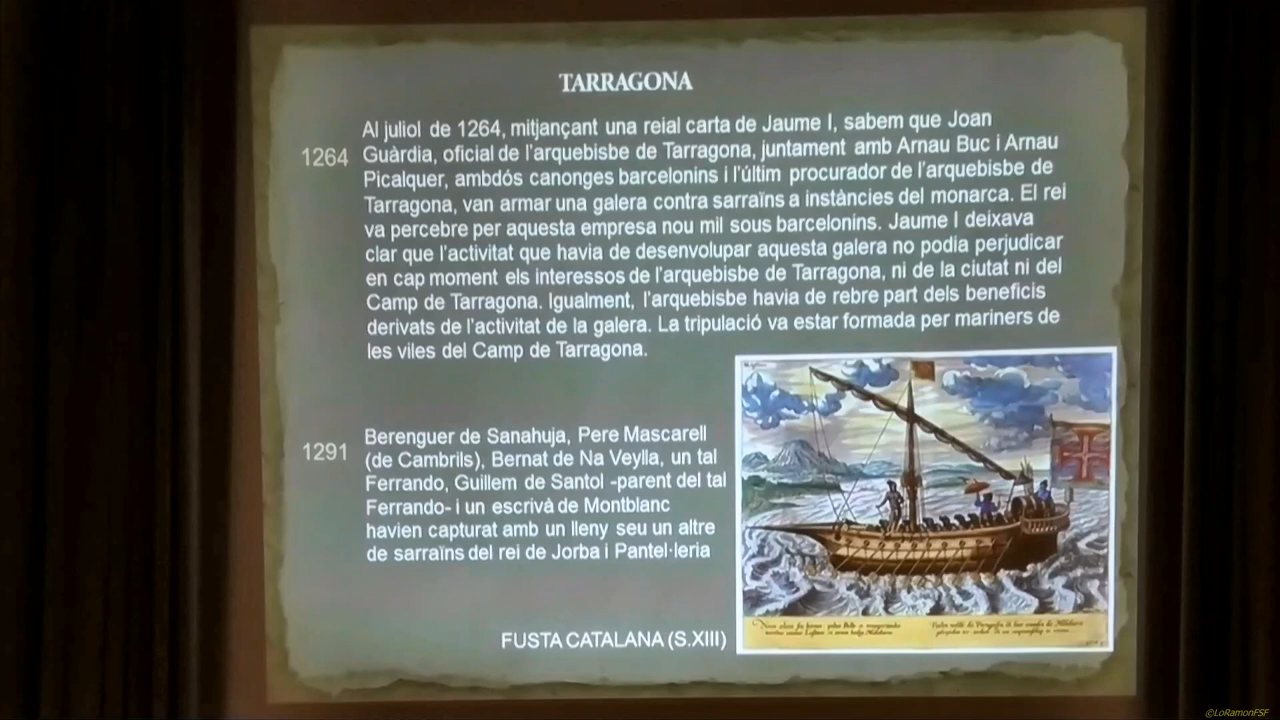 TARRAGONA
1264
Al juliol de 1264, mitjançant una reial carta de Jaume I, sabem que Joan
Guàrdia, oficial de l'arquebisbe de Tarragona, juntament amb Arnau Buc i Arnau
Picalquer, ambdós canonges barcelonins i l'últim procurador de l'arquebisbe de
Tarragona, van armar una galera contra sarraïns a instàncies del monarca. El rei
va percebre per aquesta empresa nou mil sous barcelonins. Jaume I deixava
clar que l'activitat que havia de desenvolupar aquesta galera no podia perjudicar
en cap moment els interessos de l'arquebisbe de Tarragona, ni de la ciutat ni del
Camp de Tarragona. Igualment, l'arquebisbe havia de rebre part dels beneficis
derivats de l'activitat de la galera. La tripulació va estar formada per mariners de
les viles del Camp de Tarragona.
1291
Berenguer de Sanahuja, Pere Mascarell
(de Cambrils), Bernat de Na Veylla, un tal
Ferrando, Guillem de Santol -parent del tal
Ferrando- i un escrivà de Montblanc
havien capturat amb un lleny seu un altre
de sarraïns del rei de Jorba i Pantel·leria
FUSTA CATALANA (S.XIII)
©LoRamonFSF